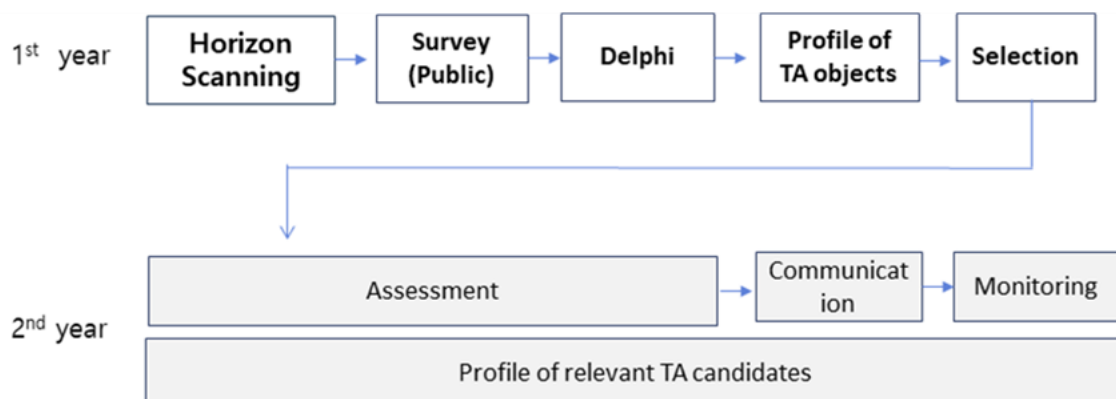 1st year
Horizon
Scanning
Survey
(Public)
Delphi
Profile of
TA objects
Selection
2nd year
Assessment
Communicat
ion
Monitoring
Profile of relevant TA candidates